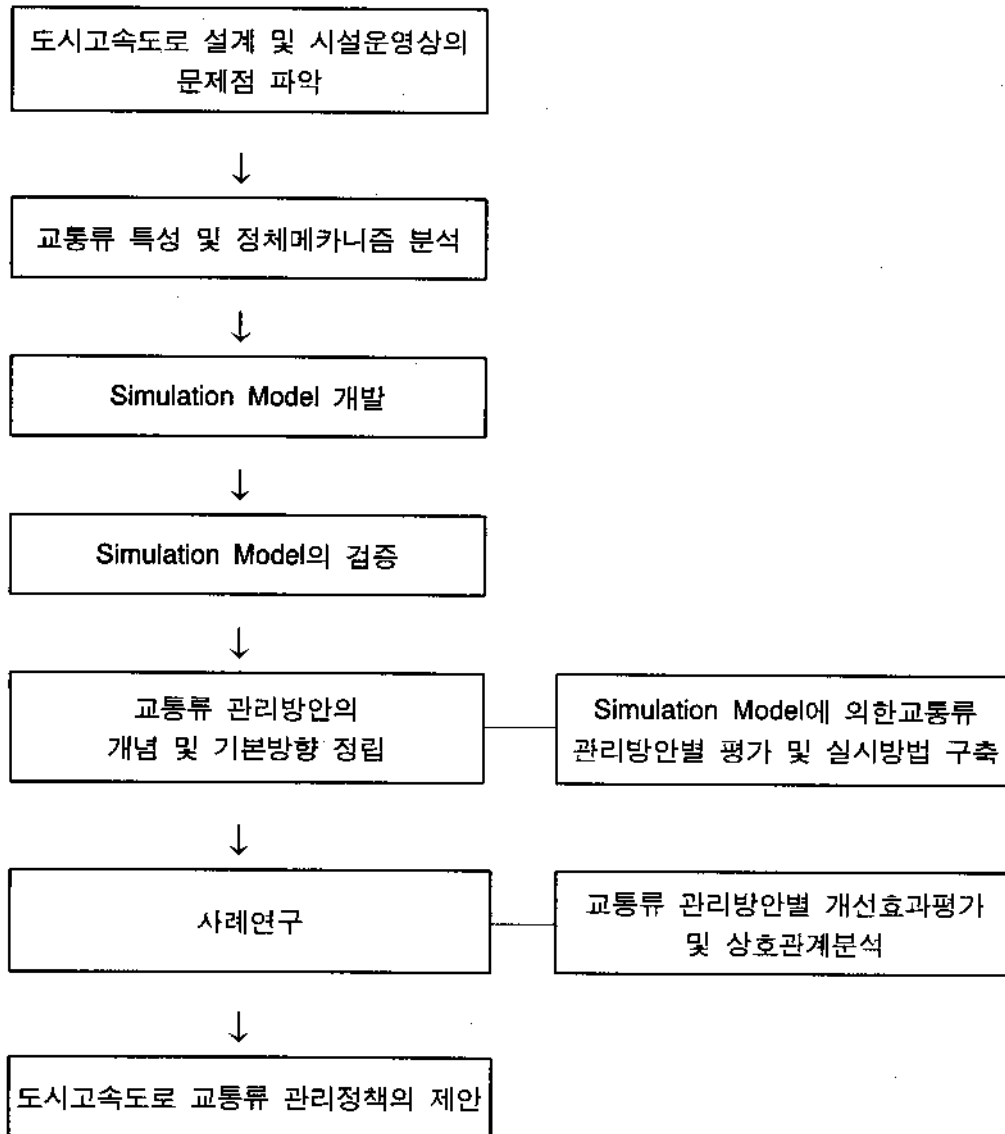 도시고속도로 설계 및 시설운영상의
문제점 파악
↓
교통류 특성 및 정체메카니즘 분석
↓
Simulation Model 개발
↓
Simulation Model의 검증
↓
교통류 관리방안의
개념 및 기본방향 정립
Simulation Model에 의한교통류
관리방안별 평가 및 실시방법 구축
↓
사례연구
교통류 관리방안별 개선효과평가
및 상호관계분석
↓
도시고속도로 교통류 관리정책의 제안